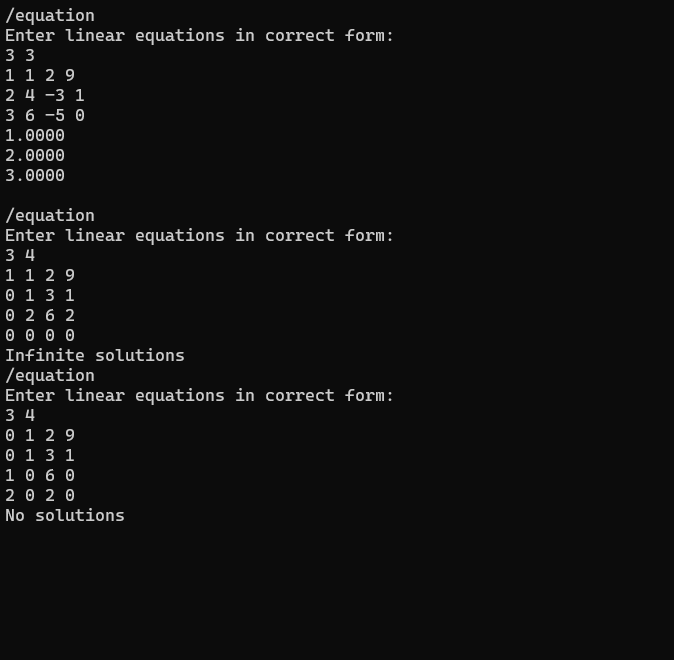 /equation
Enter linear equations in correct form:
3 3
1 1 2 9
2 4 -3 1
3 6 -5 0
1.0000
2.0000
3.0000

/equation
Enter linear equations in correct form:
3 4
1 1 2 9
0 1 3 1
0 2 6 2
0 0 0 0
Infinite solutions
/equation
Enter linear equations in correct form:
3 4
0 1 2 9
0 1 3 1
1 0 6 0
2 0 2 0
No solutions